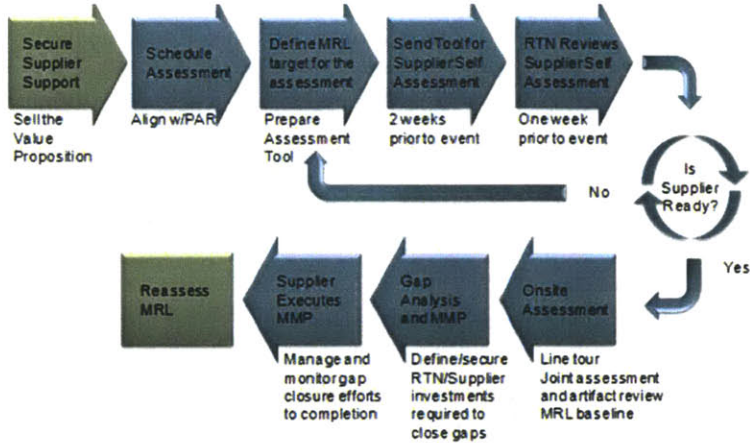 Secure
Supplier
Support
Schedule
Assessment
Define MRL
target for the
assessment
Send Tool for
Supplier Self
Assessment
RTN Reviews
Supplier Self
Assessment
Sell the
Value
Proposition
Align w/PAR
Prepare
Assessment
Tool
2 weeks
prior to event
One week
prior to event
Is
Supplier
Ready?
No
Yes
Reassess
MRL
Supplier
Executes
MMP
Gap
Analysis
and MMP
Onsite
Assessment
Manage and
monitor gap
closure efforts
to completion
Define/secure
RTN/Supplier
investments
required to
close gaps
Line tour
Joint assessment
and artifact review
MRL baseline